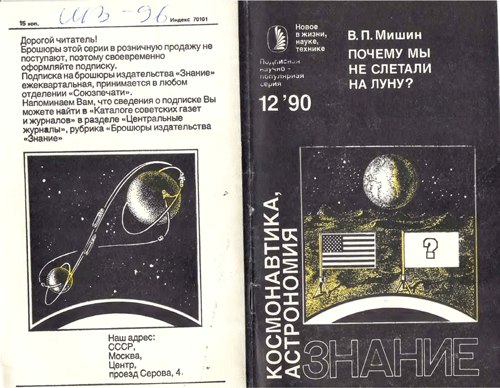 15 коп.
Индекс 70101
Дорогой читатель!
Брошюры этой серии в розничную продажу не
поступают, поэтому своевременно
оформляйте подписку.
Подписка на брошюры издательства «Знание»
ежеквартальная, принимается в любом
отделении «Союзпечати».
Напоминаем Вам, что сведения о подписке Вы
можете найти в «Каталоге советских газет
и журналов» в разделе «Центральные
журналы», рубрика «Брошюры издательства
«Знание»
Наш адрес:
СССР,
Москва,
Центр,
проезд Серова, 4.
Новое
в жизни,
науке,
технике
Подписная
научно-
популярная
серия
12 '90
В. П. Мишин
ПОЧЕМУ МЫ
НЕ СЛЕТАЛИ
НА ЛУНУ?
КОСМОНАВТИКА,
АСТРОНОМИЯ
?
ЗНАНИЕ